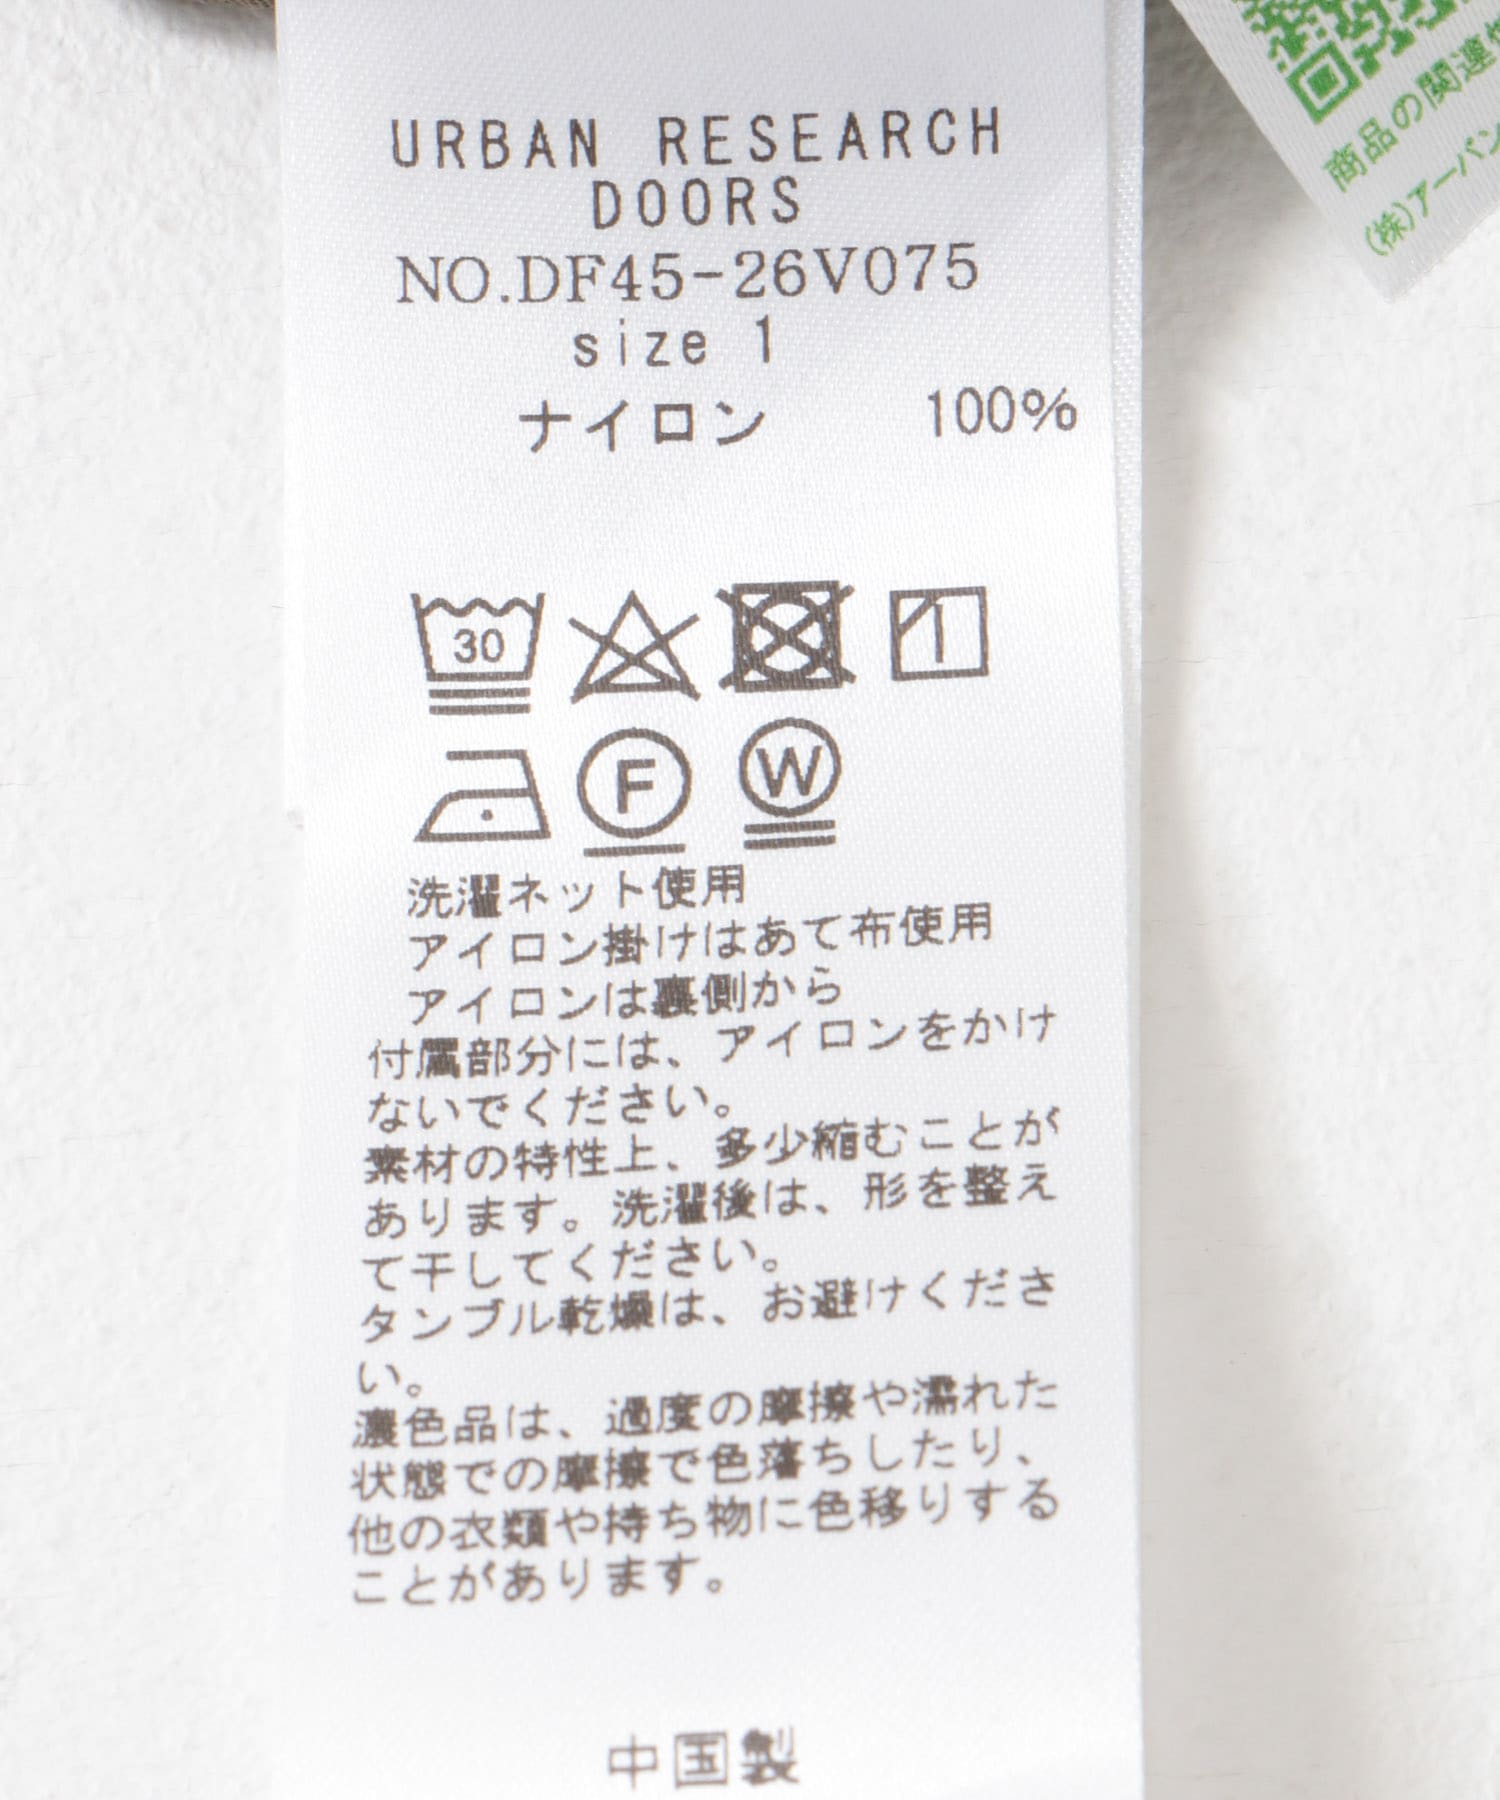 URBAN RESEARCH
DOORS
NO.DF45-26V075
size 1
ナイロン 100%
30
F
W
洗濯ネット使用
アイロン掛けはあて布使用
アイロンは裏側から
付属部分には、アイロンをかけ
ないでください。
素材の特性上、多少縮むことが
あります。洗濯後は、形を整え
て干してください。
タンブル乾燥は、お避けくださ
い。
濃色品は、過度の摩擦や濡れた
状態での摩擦で色落ちしたり、
他の衣類や持ち物に色移りする
ことがあります。
中国製
商品の関連
(株)アーバン